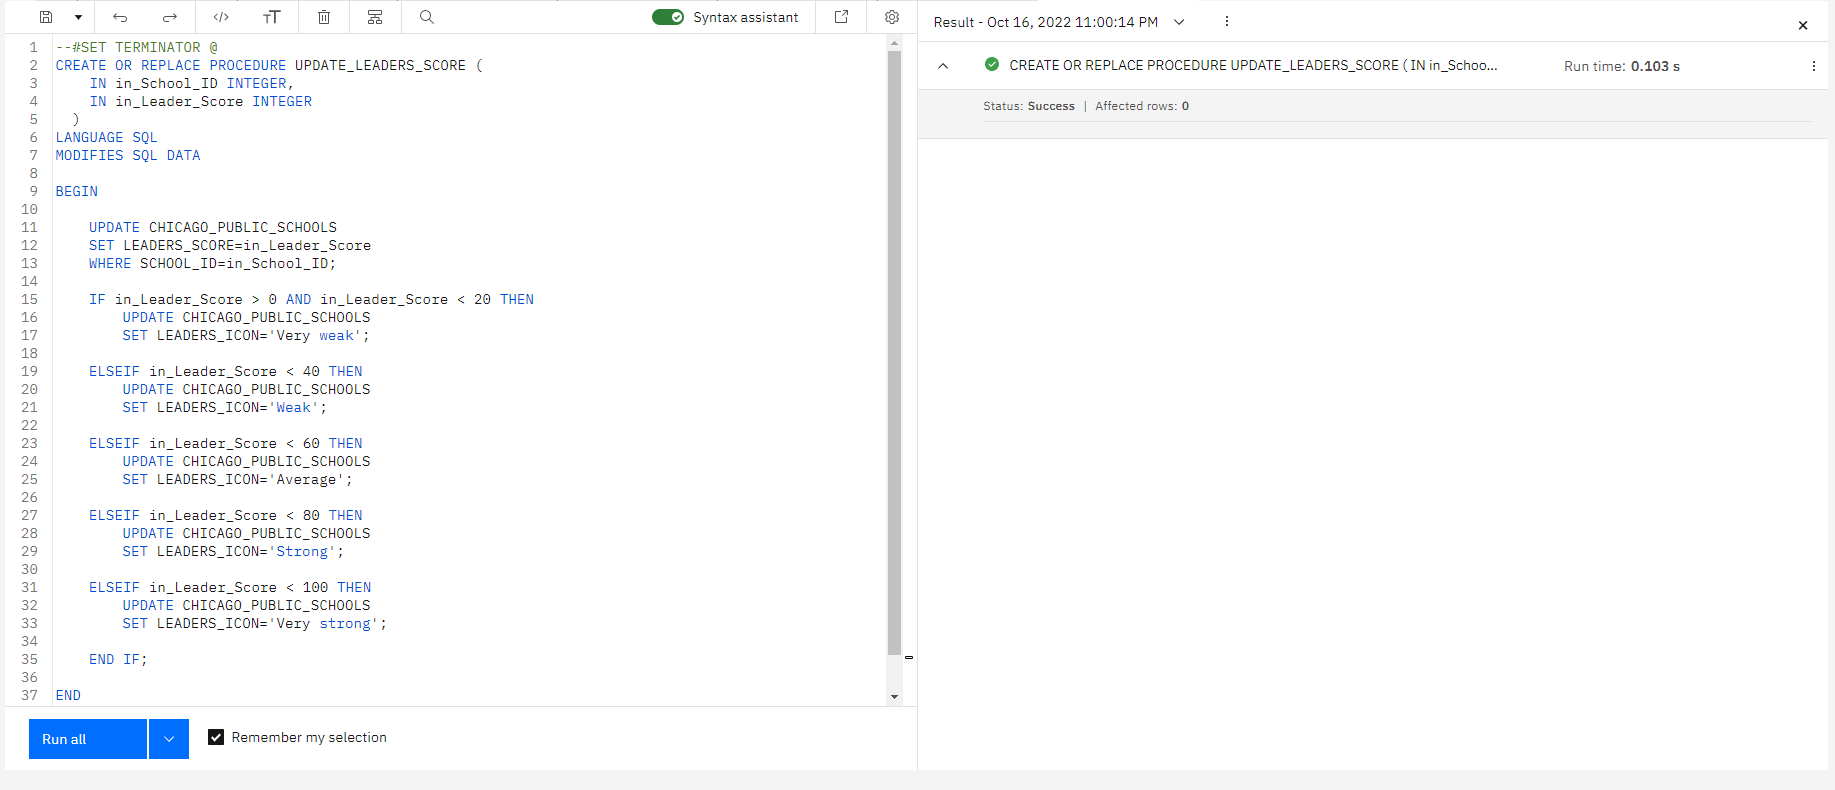 </> TT Syntax assistant
1 --#SET TERMINATOR @
2 CREATE OR REPLACE PROCEDURE UPDATE_LEADERS_SCORE (
3 IN in_School_ID INTEGER,
4 IN in_Leader_Score INTEGER
5 )
6 LANGUAGE SQL
7 MODIFIES SQL DATA
8
9 BEGIN
10
11 UPDATE CHICAGO_PUBLIC_SCHOOLS
12 SET LEADERS_SCORE=in_Leader_Score
13 WHERE SCHOOL_ID=in_School_ID;
14
15 IF in_Leader_Score > 0 AND in_Leader_Score < 20 THEN
16 UPDATE CHICAGO_PUBLIC_SCHOOLS
17 SET LEADERS_ICON='Very weak';
18
19 ELSEIF in_Leader_Score < 40 THEN
20 UPDATE CHICAGO_PUBLIC_SCHOOLS
21 SET LEADERS_ICON='Weak';
22
23 ELSEIF in_Leader_Score < 60 THEN
24 UPDATE CHICAGO_PUBLIC_SCHOOLS
25 SET LEADERS_ICON='Average';
26
27 ELSEIF in_Leader_Score < 80 THEN
28 UPDATE CHICAGO_PUBLIC_SCHOOLS
29 SET LEADERS_ICON='Strong';
30
31 ELSEIF in_Leader_Score < 100 THEN
32 UPDATE CHICAGO_PUBLIC_SCHOOLS
33 SET LEADERS_ICON='Very strong';
34
35 END IF;
36
37 END
Run all
Remember my selection
Result - Oct 16, 2022 11:00:14 PM
CREATE OR REPLACE PROCEDURE UPDATE_LEADERS_SCORE ( IN in_Schoo... Run time: 0.103 s
Status: Success | Affected rows: 0